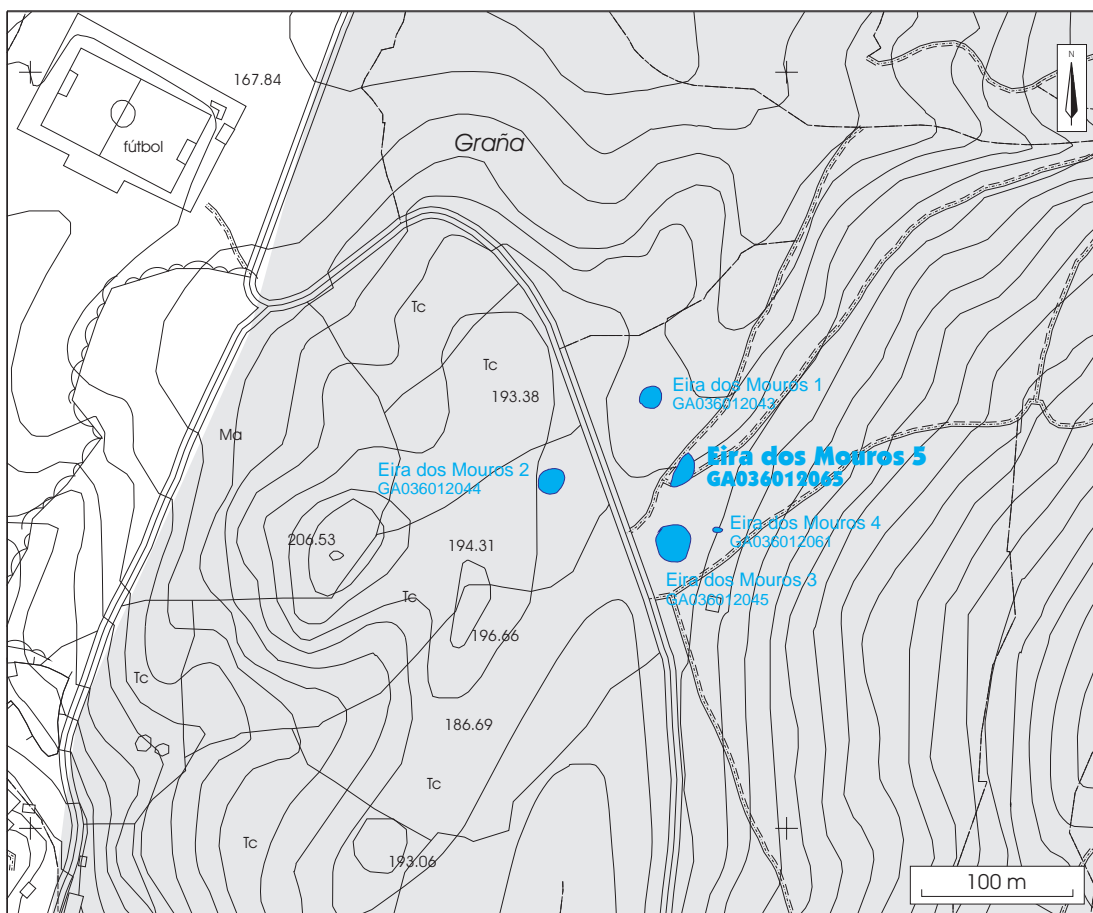 N
167.84
Graña
fútbol
Tc
Tc
193.38
Eira dos Mouros 1
GA036012043
Ma
Eira dos Mouros 2
GA036012044
Eira dos Mouros 5
GA036012065
Eira dos Mouros 4
GA036012061
206.53
194.31
Eira dos Mouros 3
GA036012045
Tc
196.66
Tc
186.69
Tc
Tc
193.06
100 m